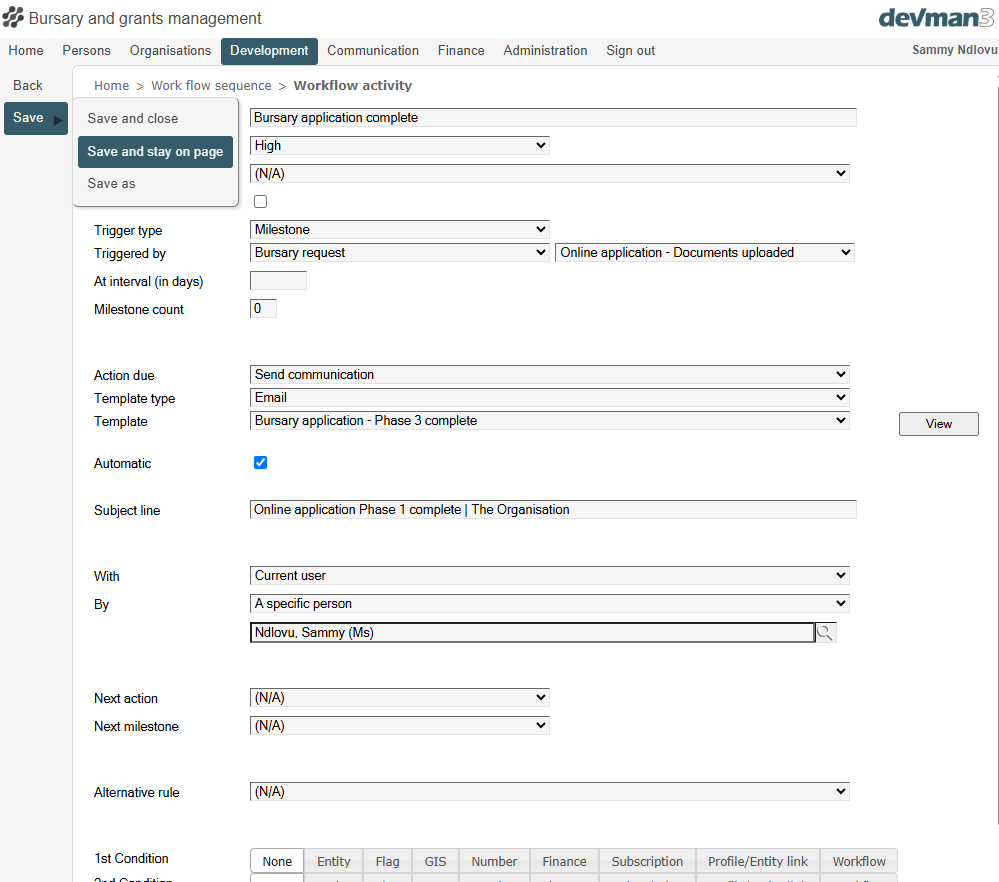 Bursary and grants management
devman3
Home Persons Organisations Development Communication Finance Administration Sign out Sammy Ndlovu
Back Home > Work flow sequence > Workflow activity
Save
Save and close
Save and stay on page
Save as
Bursary application complete
High
(N/A)
Trigger type Milestone
Triggered by Bursary request Online application - Documents uploaded
At interval (in days)
Milestone count 0
Action due Send communication
Template type Email
Template Bursary application - Phase 3 complete View
Automatic
Subject line Online application Phase 1 complete | The Organisation
With Current user
By A specific person
Ndlovu, Sammy (Ms)
Next action (N/A)
Next milestone (N/A)
Alternative rule (N/A)
1st Condition None Entity Flag GIS Number Finance Subscription Profile/Entity link Workflow
2nd Condition